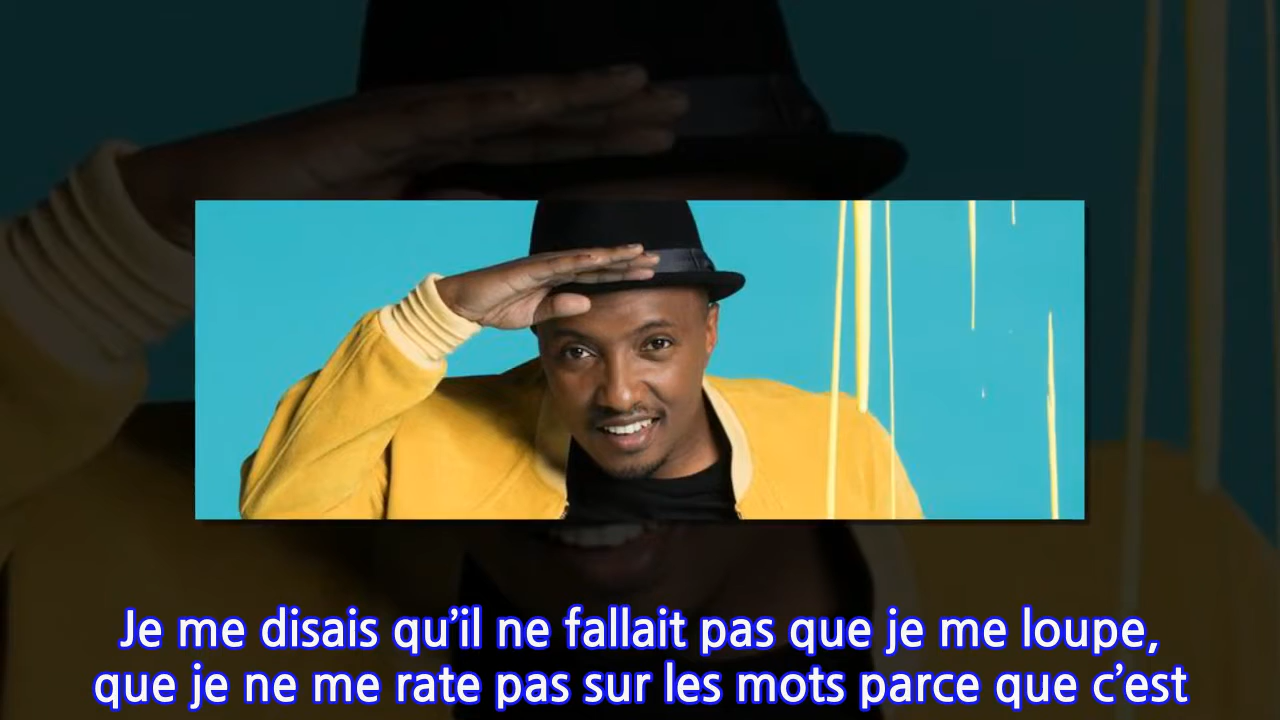 Je me disais qu’il ne fallait pas que je me loupe,
que je ne me rate pas sur les mots parce que c’est